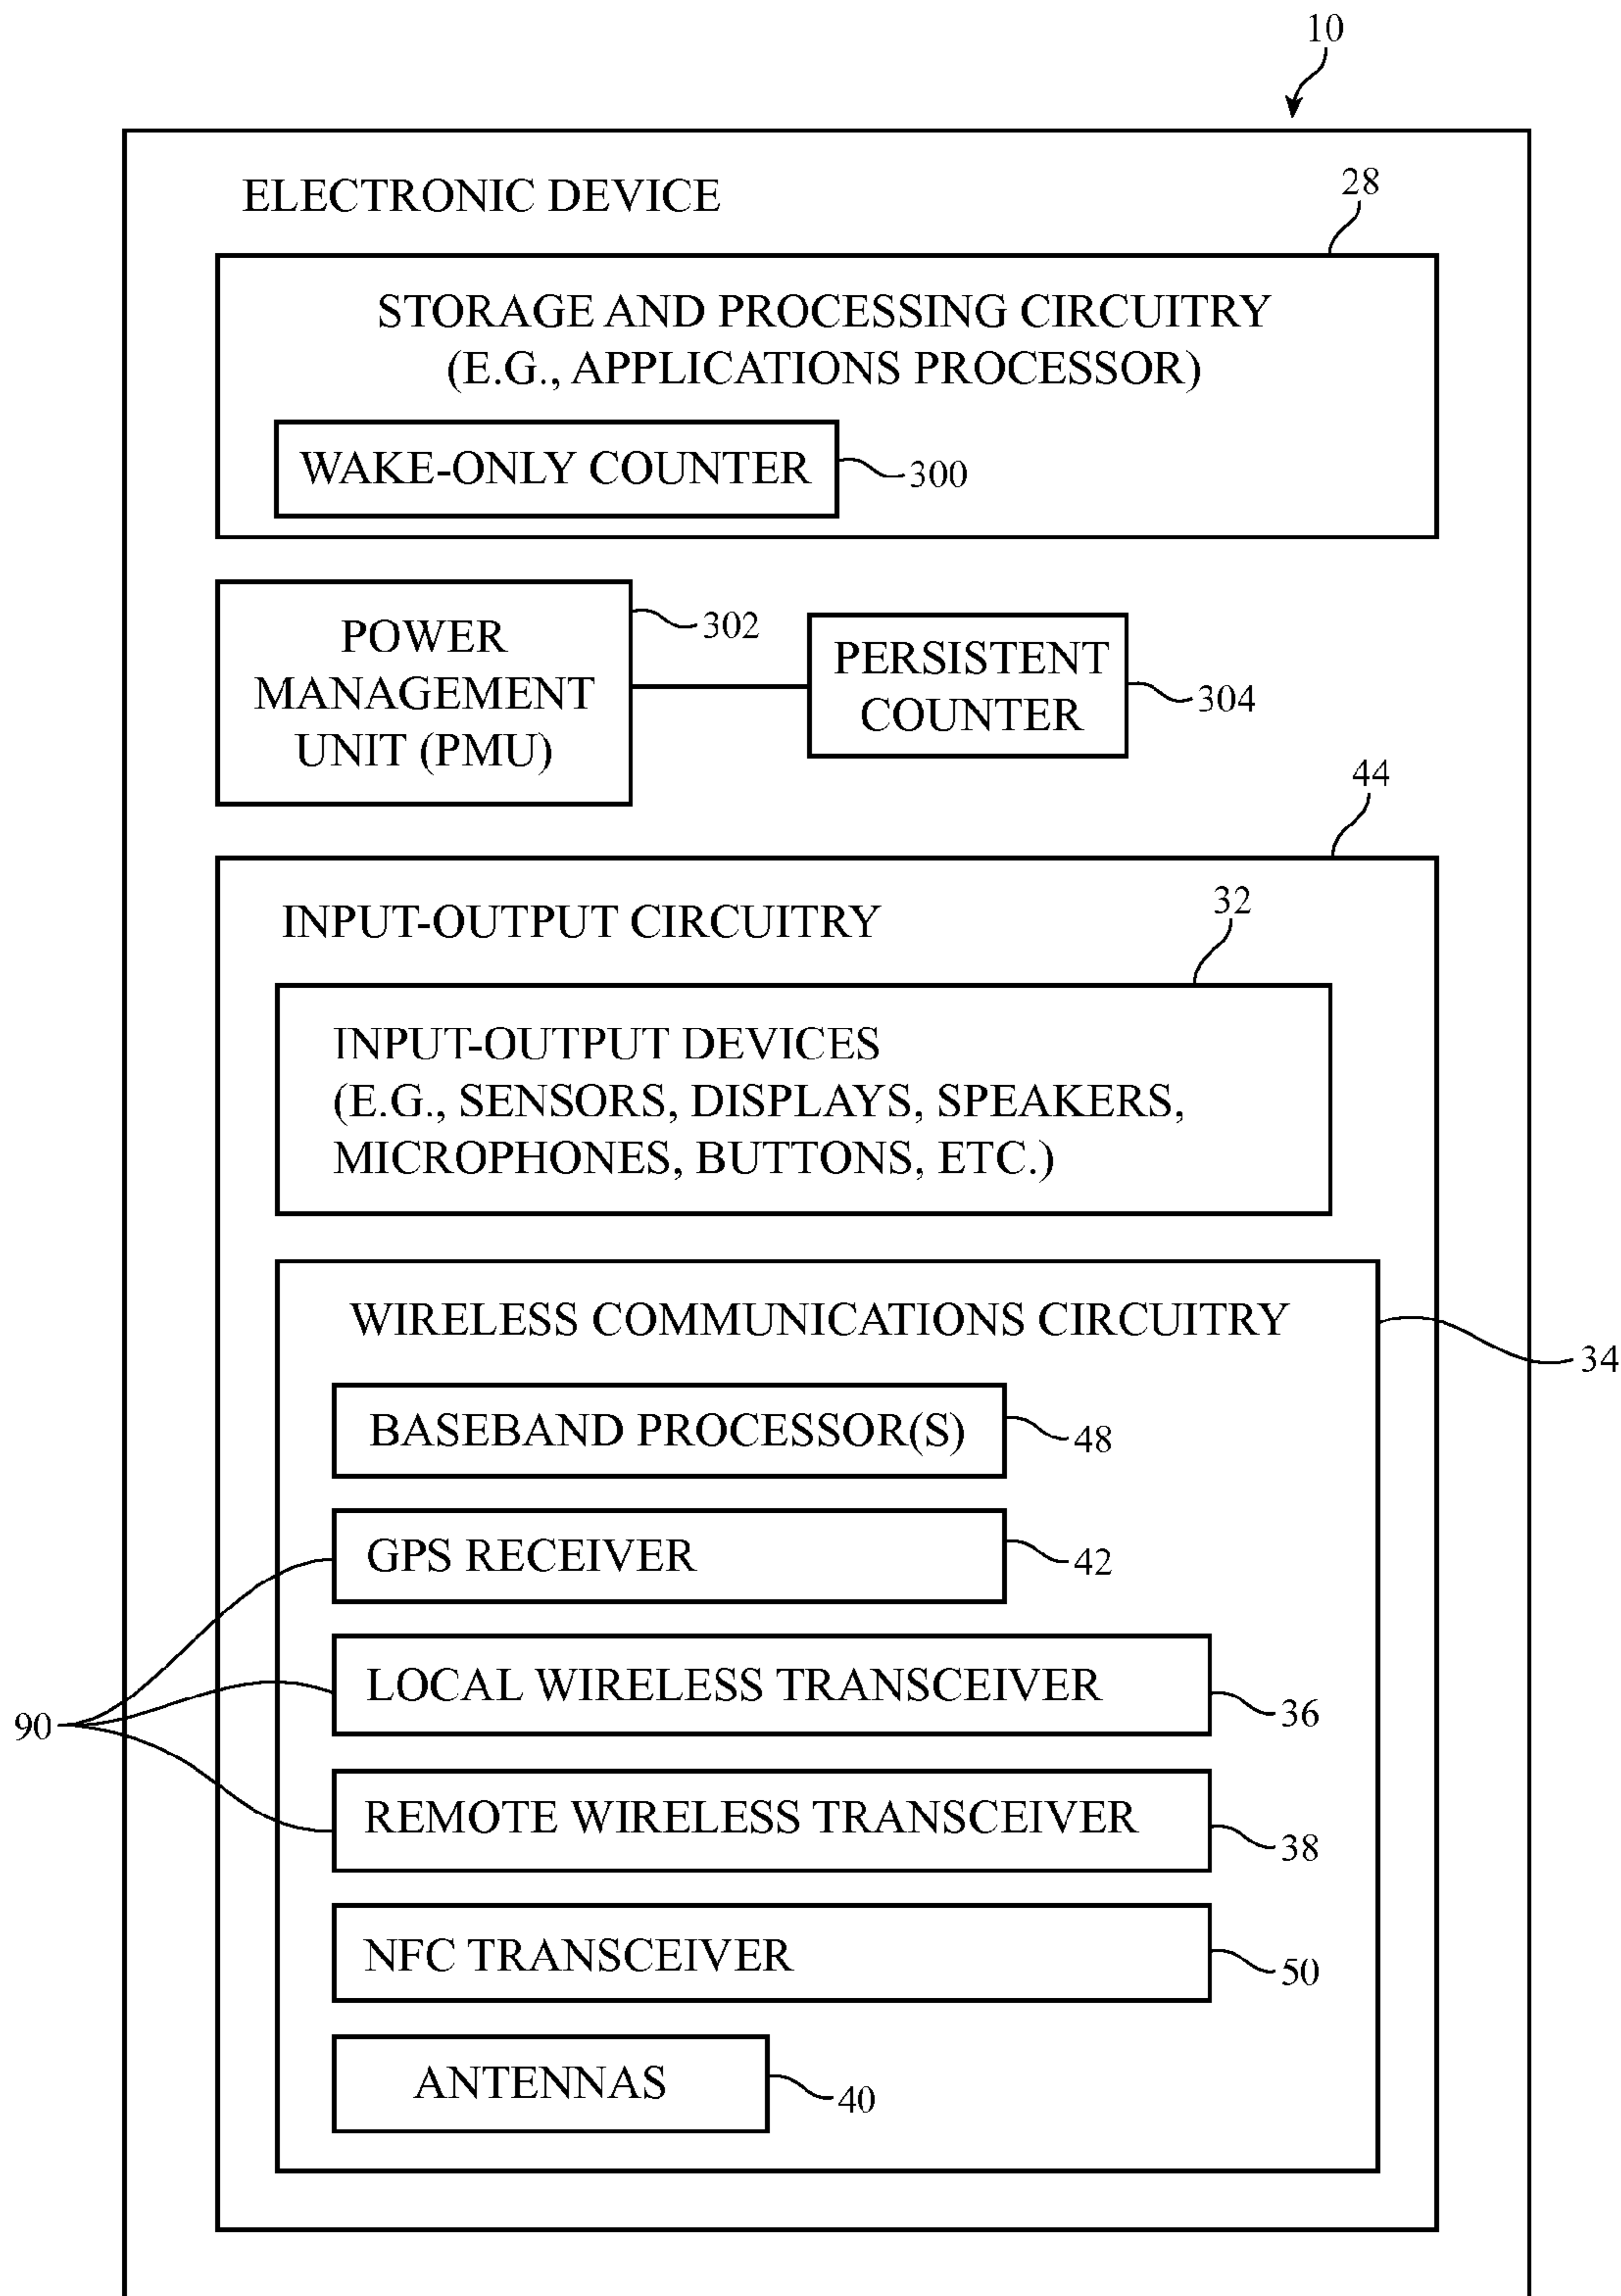 10
ELECTRONIC DEVICE
28
STORAGE AND PROCESSING CIRCUITRY
(E.G., APPLICATIONS PROCESSOR)
WAKE-ONLY COUNTER
300
POWER
MANAGEMENT
UNIT (PMU)
302
PERSISTENT
COUNTER
304
44
INPUT-OUTPUT CIRCUITRY
32
INPUT-OUTPUT DEVICES
(E.G., SENSORS, DISPLAYS, SPEAKERS,
MICROPHONES, BUTTONS, ETC.)
WIRELESS COMMUNICATIONS CIRCUITRY
34
BASEBAND PROCESSOR(S)
48
GPS RECEIVER
42
LOCAL WIRELESS TRANSCEIVER
36
90
REMOTE WIRELESS TRANSCEIVER
38
NFC TRANSCEIVER
50
ANTENNAS
40